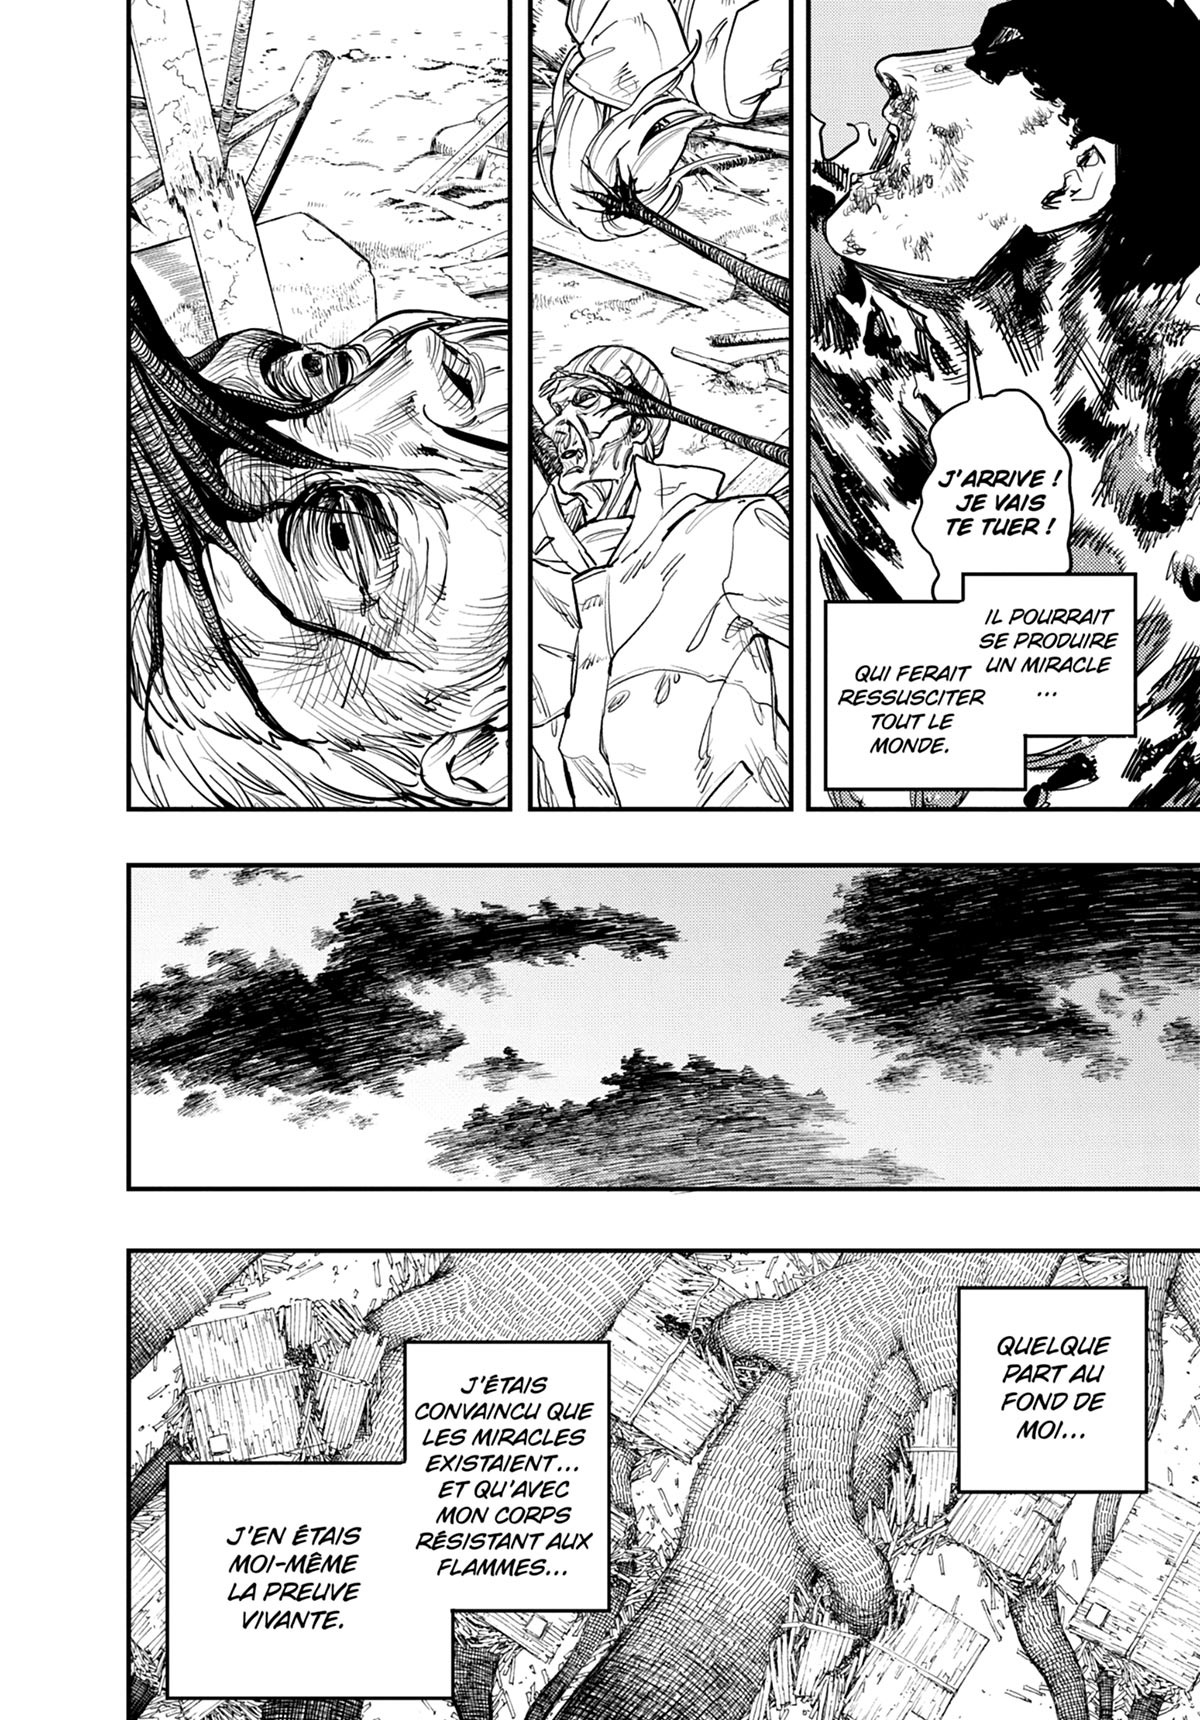 J'ARRIVE !
JE VAIS
TE TUER !
IL POURRAIT
SE PRODUIRE
UN MIRACLE
...
QUI FERAIT
RESSUSCITER
TOUT LE
MONDE.
QUELQUE
PART AU
FOND DE
MOI...
J'ÉTAIS
CONVAINCU QUE
LES MIRACLES
EXISTAIENT...
ET QU'AVEC
MON CORPS
RÉSISTANT AUX
FLAMMES...
J'EN ÉTAIS
MOI-MÊME
LA PREUVE
VIVANTE.